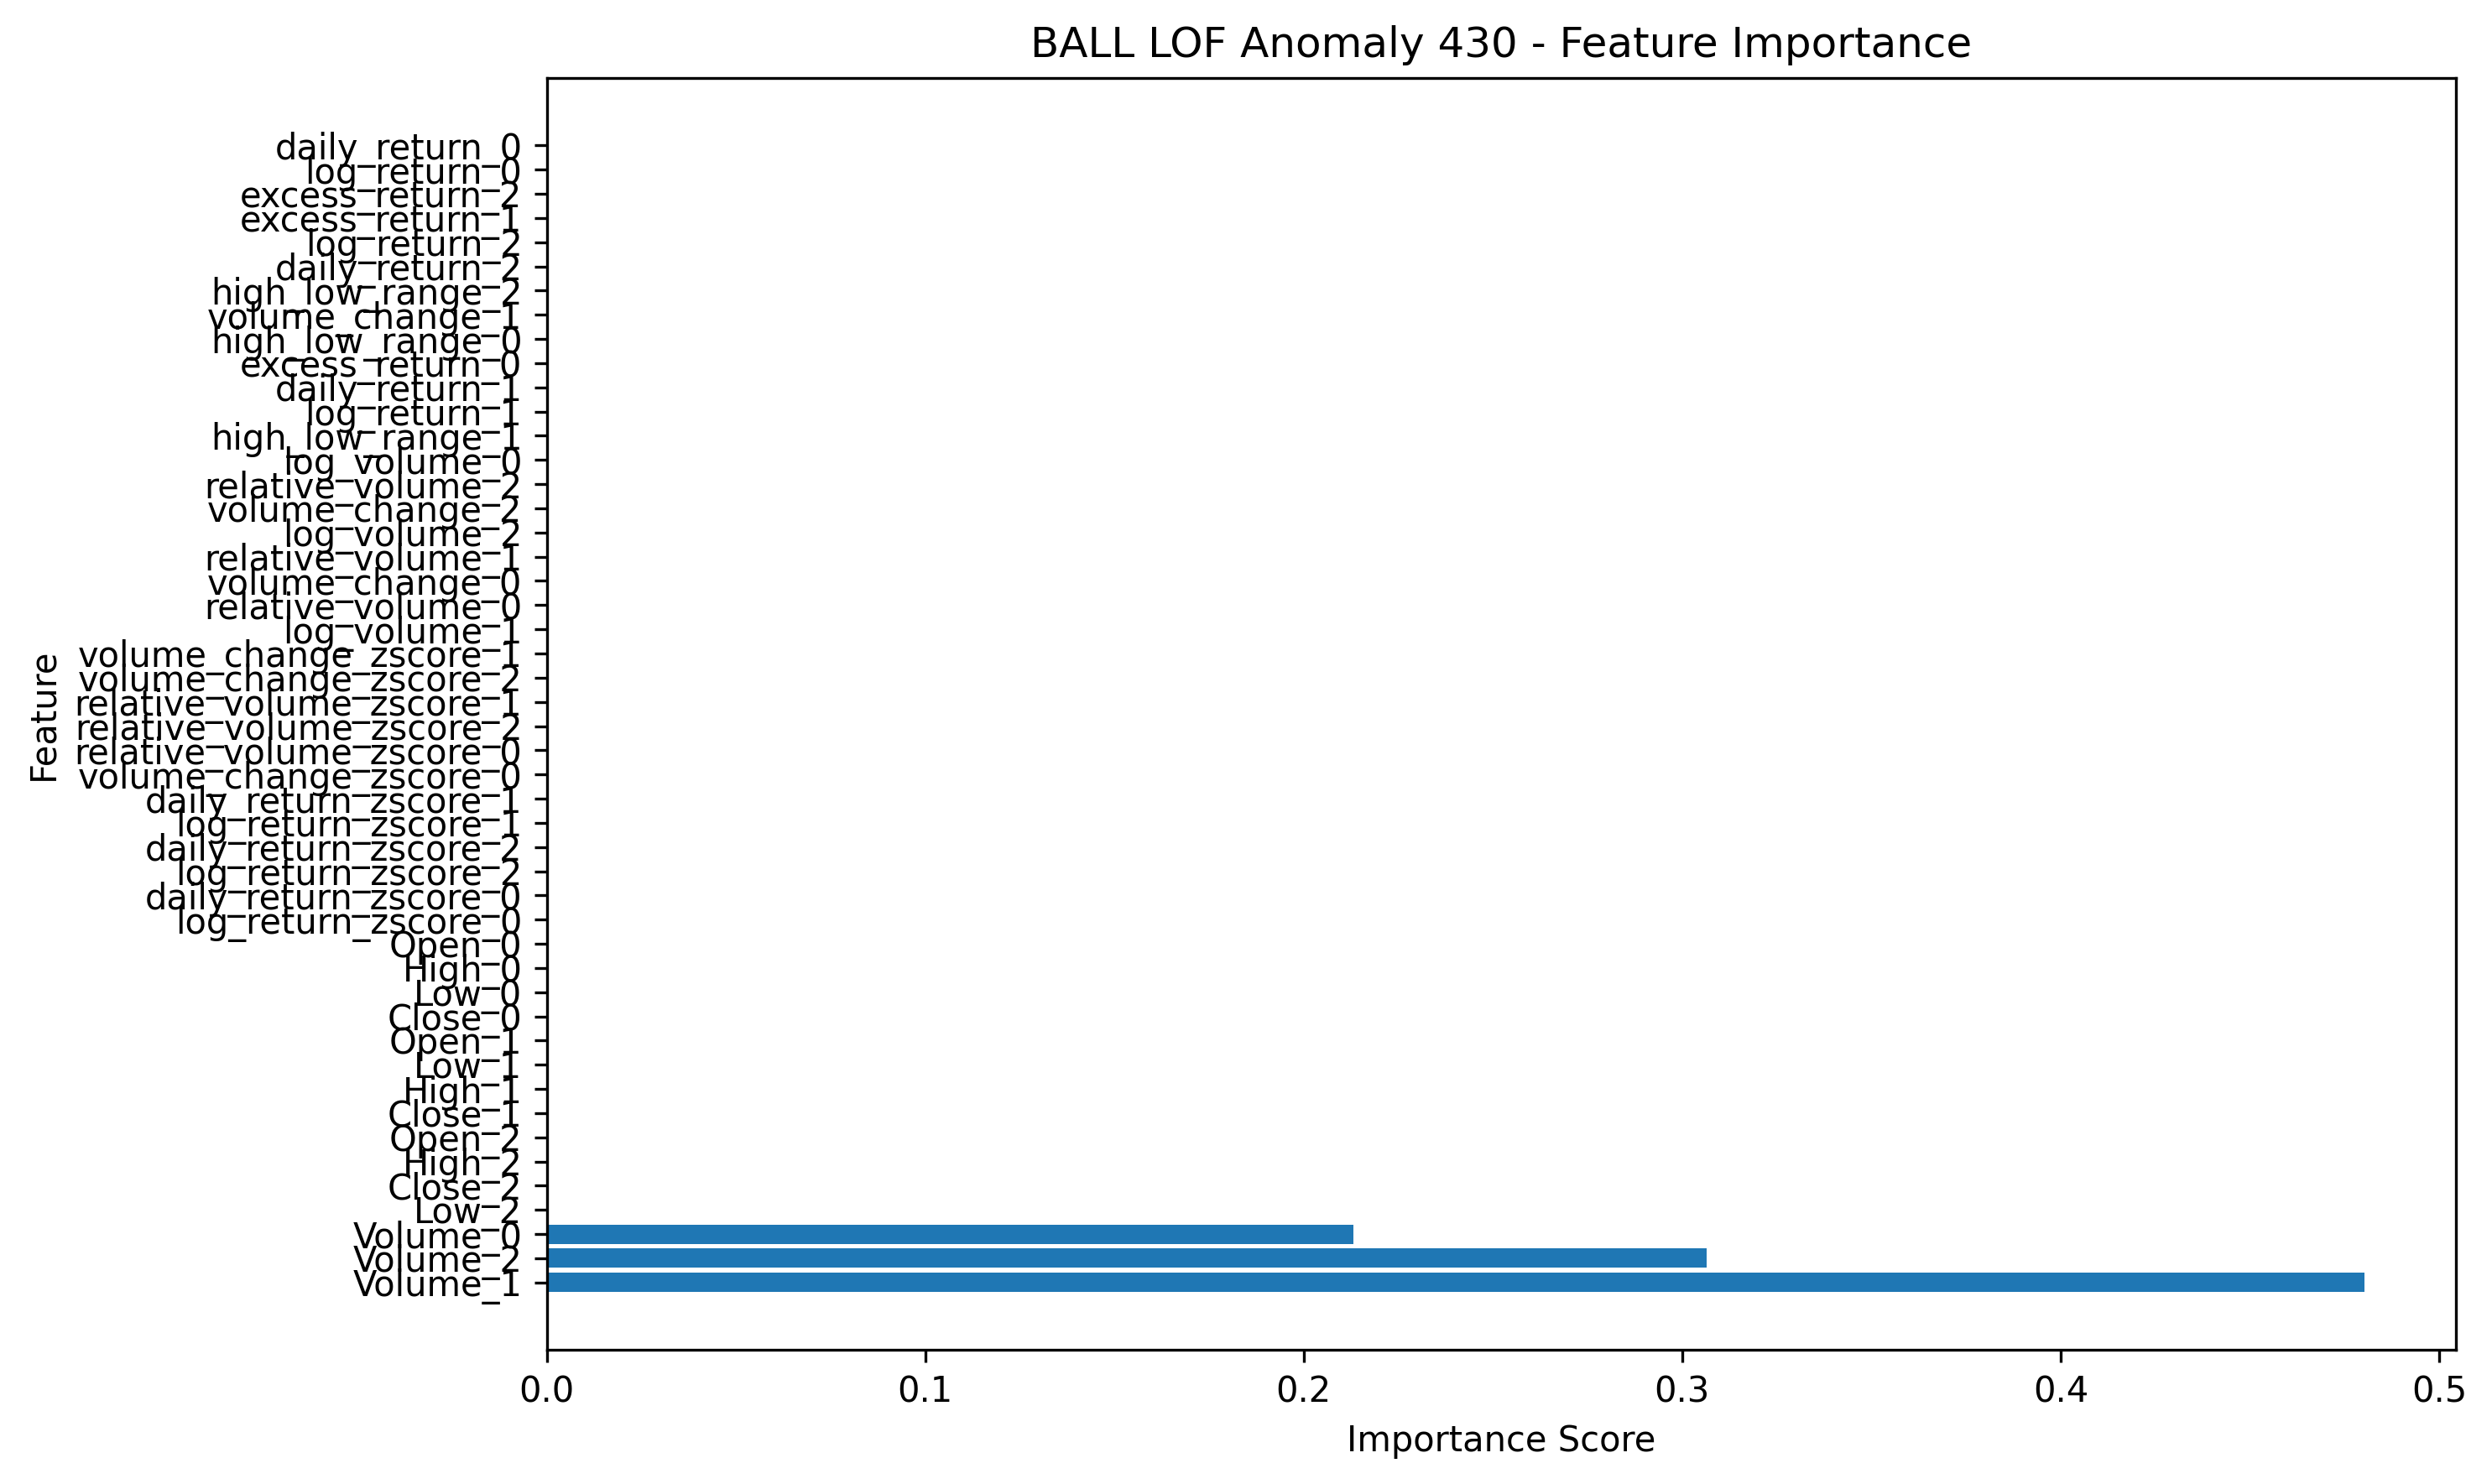 BALL LOF Anomaly 430 - Feature Importance
daily_return_0
log_return_0
excess_return_2
excess_return_1
log_return_2
daily_return_2
high_low_range_2
volume_change_1
high_low_range_0
excess_return_0
daily_return_1
log_return_1
high_low_range_1
log_volume_0
relative_volume_2
volume_change_2
log_volume_2
relative_volume_1
volume_change_0
relative_volume_0
log_volume_1
volume_change_zscore_1
volume_change_zscore_2
relative_volume_zscore_1
relative_volume_zscore_2
relative_volume_zscore_0
volume_change_zscore_0
daily_return_zscore_1
log_return_zscore_1
daily_return_zscore_2
log_return_zscore_2
daily_return_zscore_0
log_return_zscore_0
Open_0
High_0
Low_0
Close_0
Open_1
Low_1
High_1
Close_1
Open_2
High_2
Close_2
Low_2
Volume_0
Volume_2
Volume_1
Feature
0.0 0.1 0.2 0.3 0.4 0.5
Importance Score